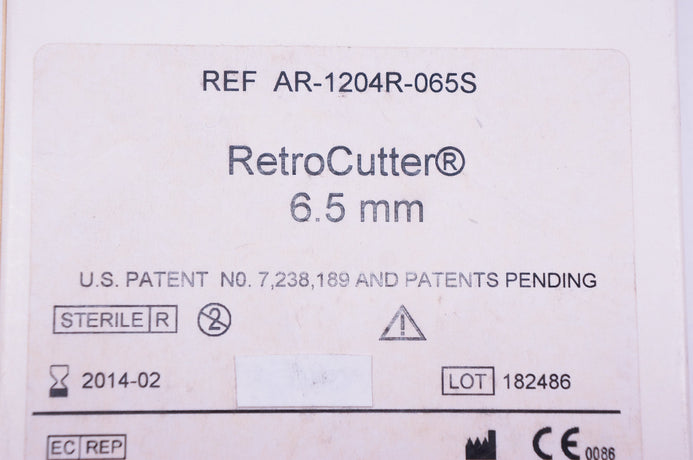 REF AR-1204R-065S
RetroCutter®
6.5 mm
U.S. PATENT N0. 7,238,189 AND PATENTS PENDING
STERILE R 2
2014-02 LOT 182486
EC REP CE 0086